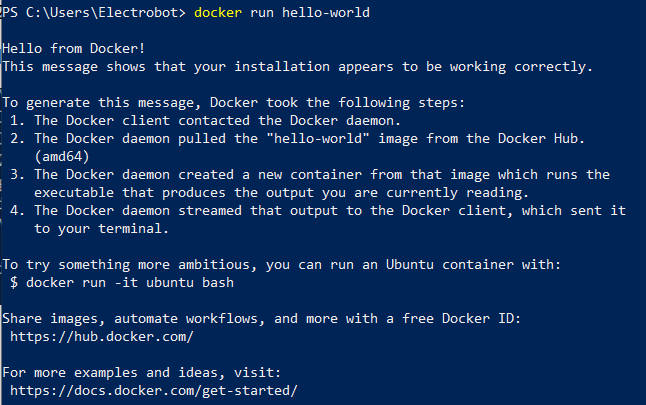 PS C:\Users\Electrobot> docker run hello-world
Hello from Docker!
This message shows that your installation appears to be working correctly.
To generate this message, Docker took the following steps:
1. The Docker client contacted the Docker daemon.
2. The Docker daemon pulled the "hello-world" image from the Docker Hub.
(amd64)
3. The Docker daemon created a new container from that image which runs the
executable that produces the output you are currently reading.
4. The Docker daemon streamed that output to the Docker client, which sent it
to your terminal.
To try something more ambitious, you can run an Ubuntu container with:
$ docker run -it ubuntu bash
Share images, automate workflows, and more with a free Docker ID:
https://hub.docker.com/
For more examples and ideas, visit:
https://docs.docker.com/get-started/